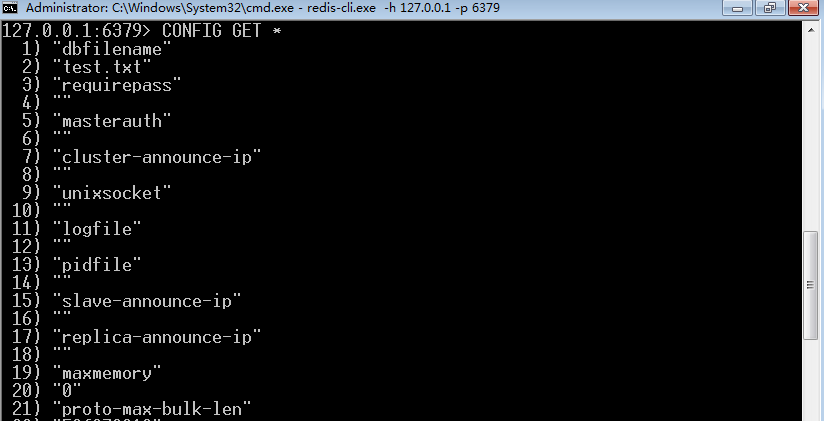 Administrator: C:\Windows\System32\cmd.exe - redis-cli.exe  -h 127.0.0.1 -p 6379
127.0.0.1:6379> CONFIG GET *
  1) "dbfilename"
  2) "test.txt"
  3) "requirepass"
  4) ""
  5) "masterauth"
  6) ""
  7) "cluster-announce-ip"
  8) ""
  9) "unixsocket"
 10) ""
 11) "logfile"
 12) ""
 13) "pidfile"
 14) ""
 15) "slave-announce-ip"
 16) ""
 17) "replica-announce-ip"
 18) ""
 19) "maxmemory"
 20) "0"
 21) "proto-max-bulk-len"